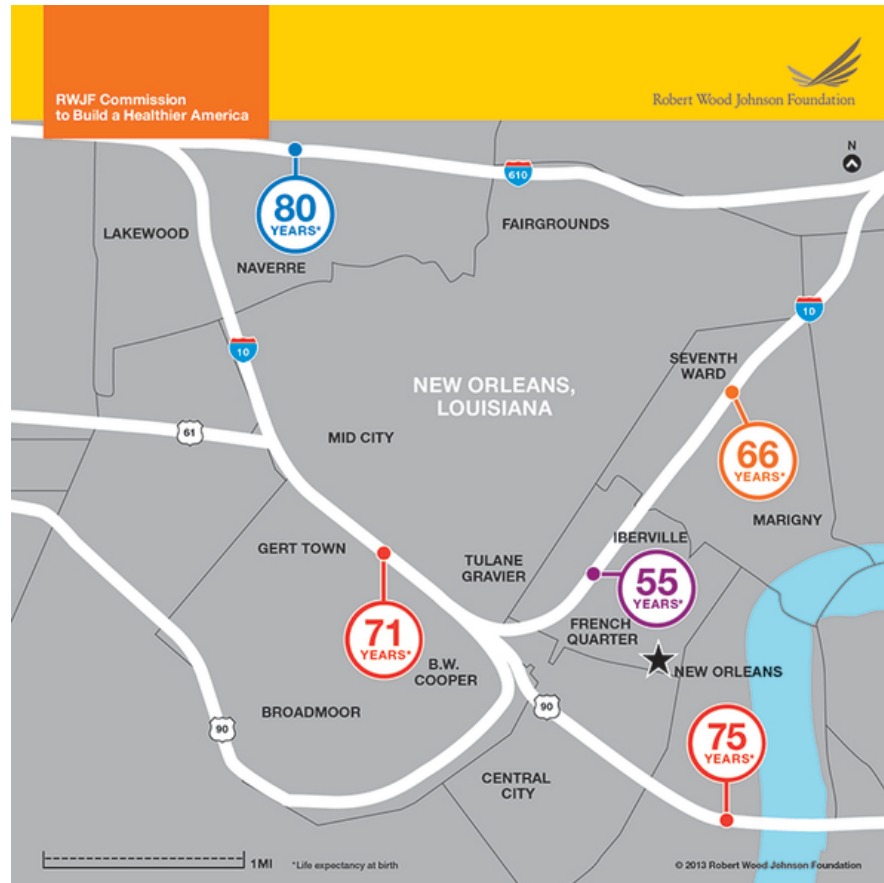 RWJF Commission
to Build a Healthier America
Robert Wood Johnson Foundation
N
610
80
YEARS*
LAKEWOOD
FAIRGROUNDS
NAVERRE
10
10
SEVENTH
WARD
NEW ORLEANS,
LOUISIANA
61
MID CITY
66
YEARS*
MARIGNY
GERT TOWN
IBERVILLE
TULANE
GRAVIER
55
YEARS*
71
YEARS*
FRENCH
QUARTER
B.W.
COOPER
NEW ORLEANS
90
BROADMOOR
90
75
YEARS*
CENTRAL
CITY
1MI
*Life expectancy at birth
© 2013 Robert Wood Johnson Foundation